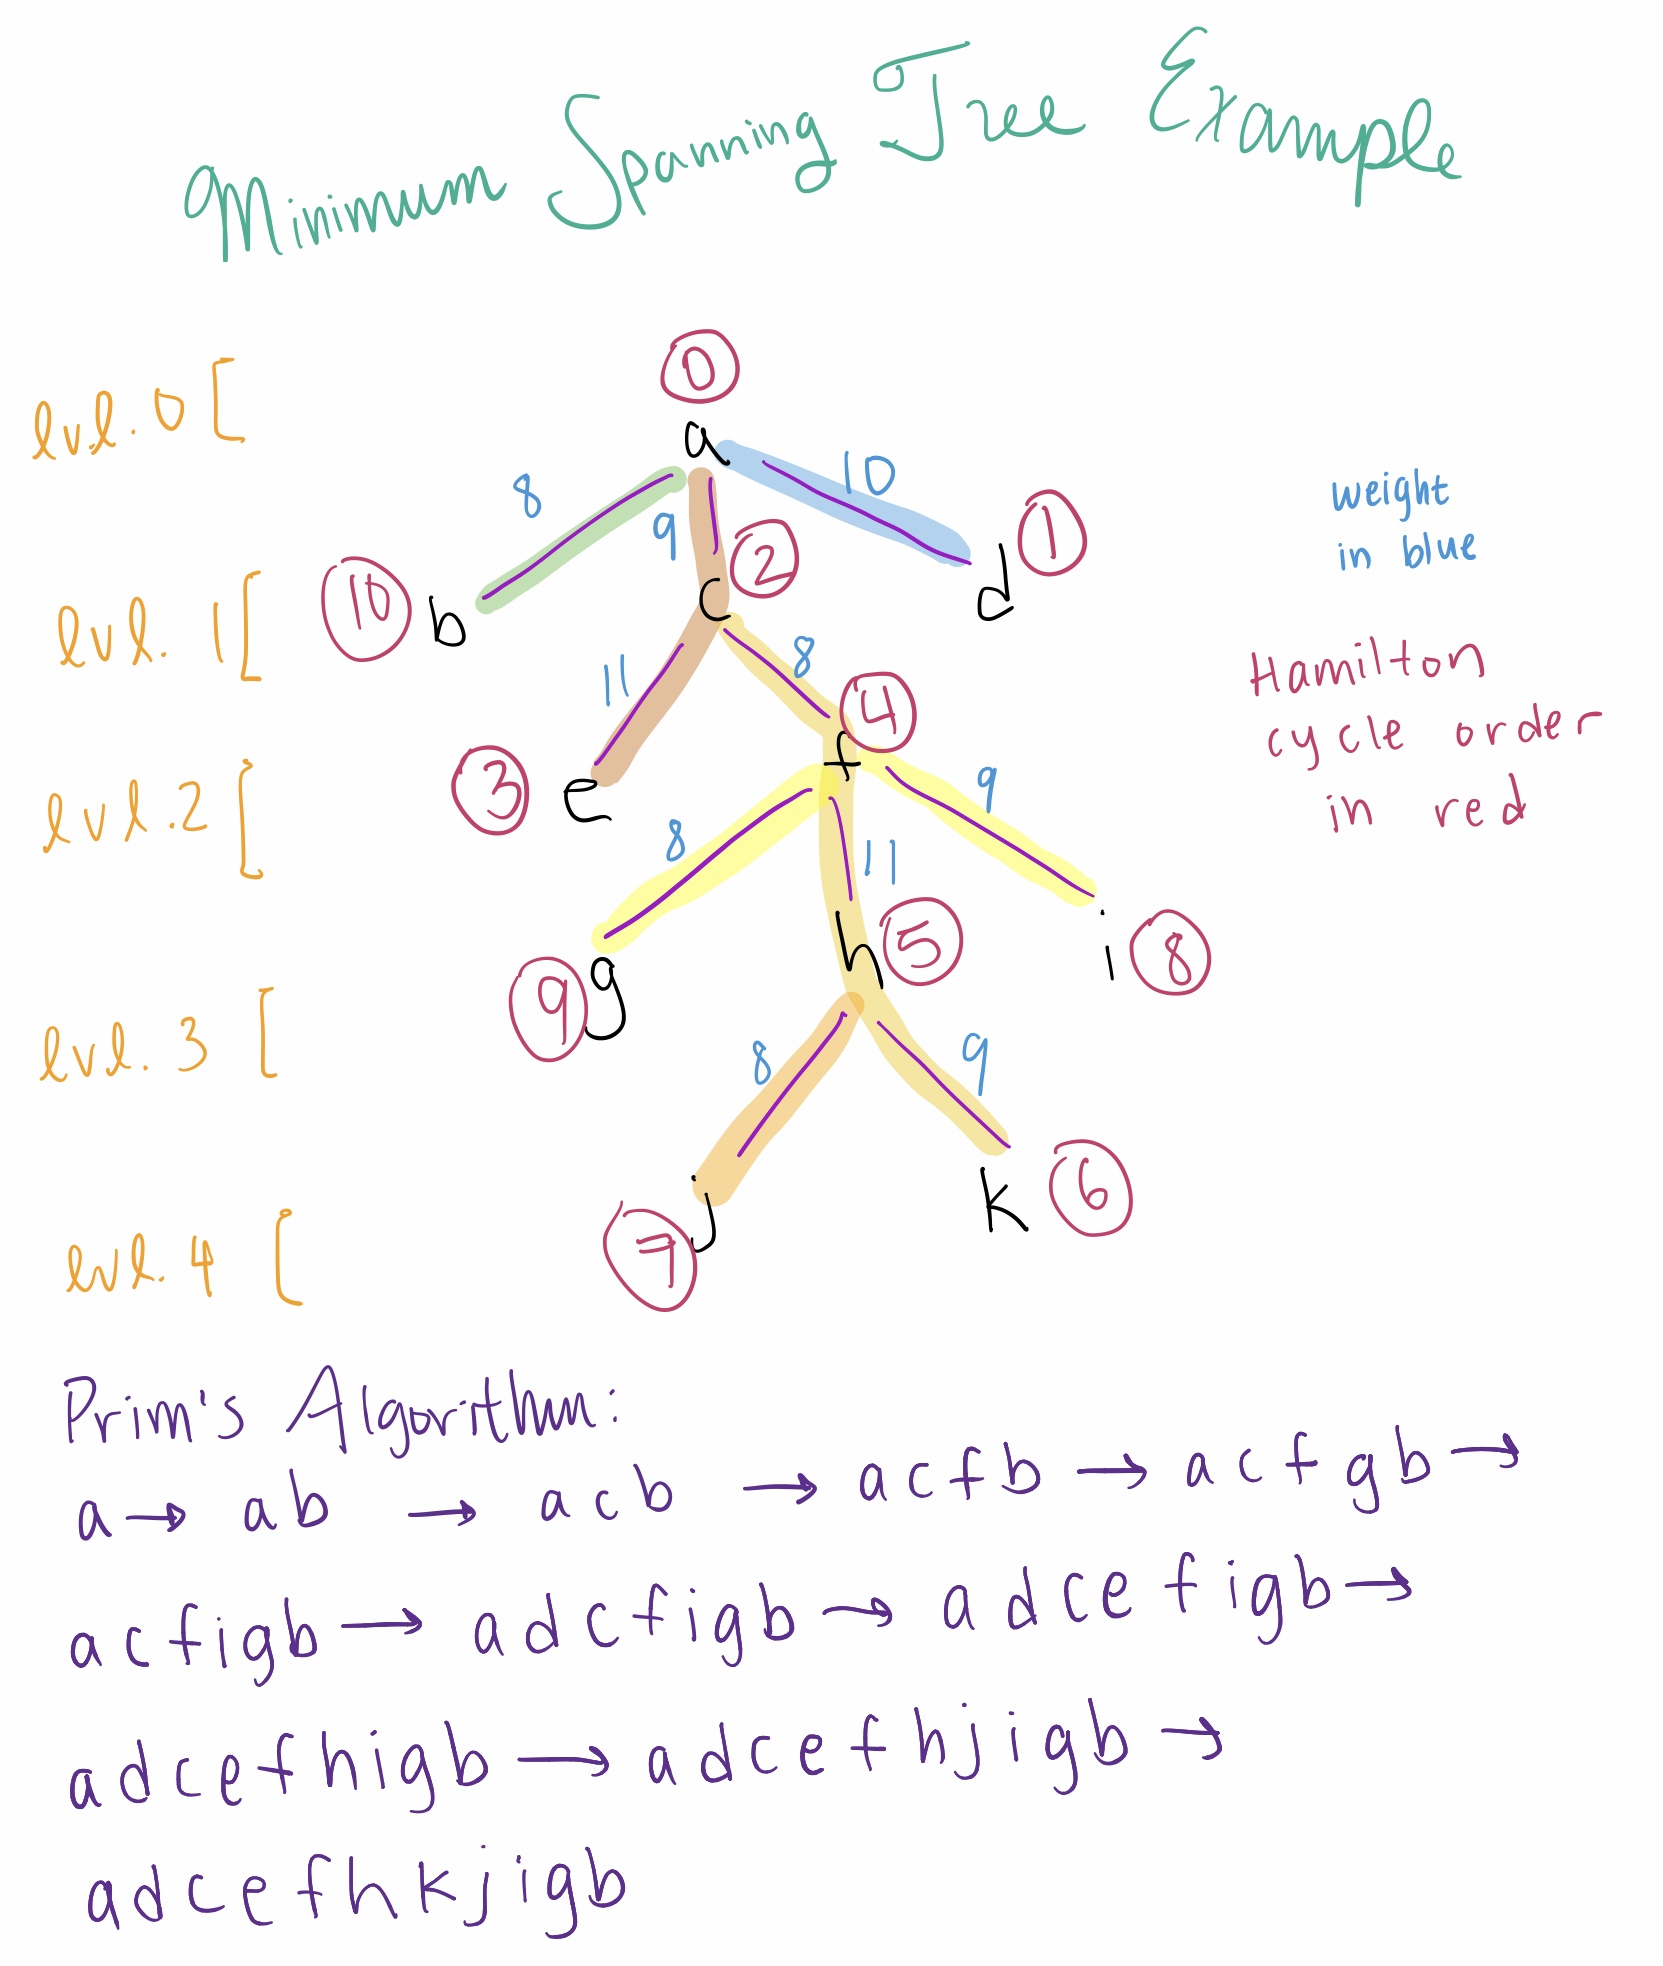 Minimum Spanning Tree Example
0
lvl. 0 [
a
8
9
10
weight
in blue
2
1
10
b
c
d
lvl. 1 [
11
8
Hamilton
cycle order
in red
4
f
3
e
lvl. 2 [
8
11
9
h
5
i
8
9
g
lvl. 3 [
8
9
j
k
6
7
lvl. 4 [
Prim's Algorithm:
a → ab → acb → acfb → acfgb →
acfigb → adcfigb → adcefigb →
adcefhigb → adcefhjigb →
adcefhkjigb